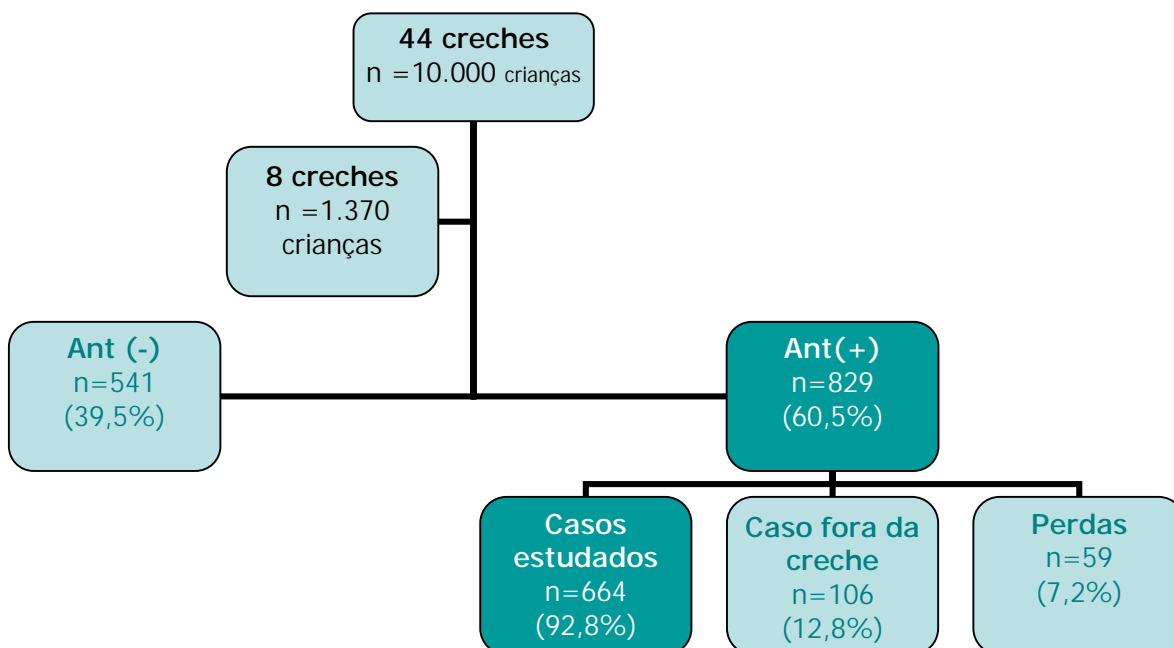 44 creches
n =10.000 crianças
8 creches
n =1.370
crianças
Ant (-)
n=541
(39,5%)
Ant(+)
n=829
(60,5%)
Casos
estudados
n=664
(92,8%)
Caso fora da
creche
n=106
(12,8%)
Perdas
n=59
(7,2%)